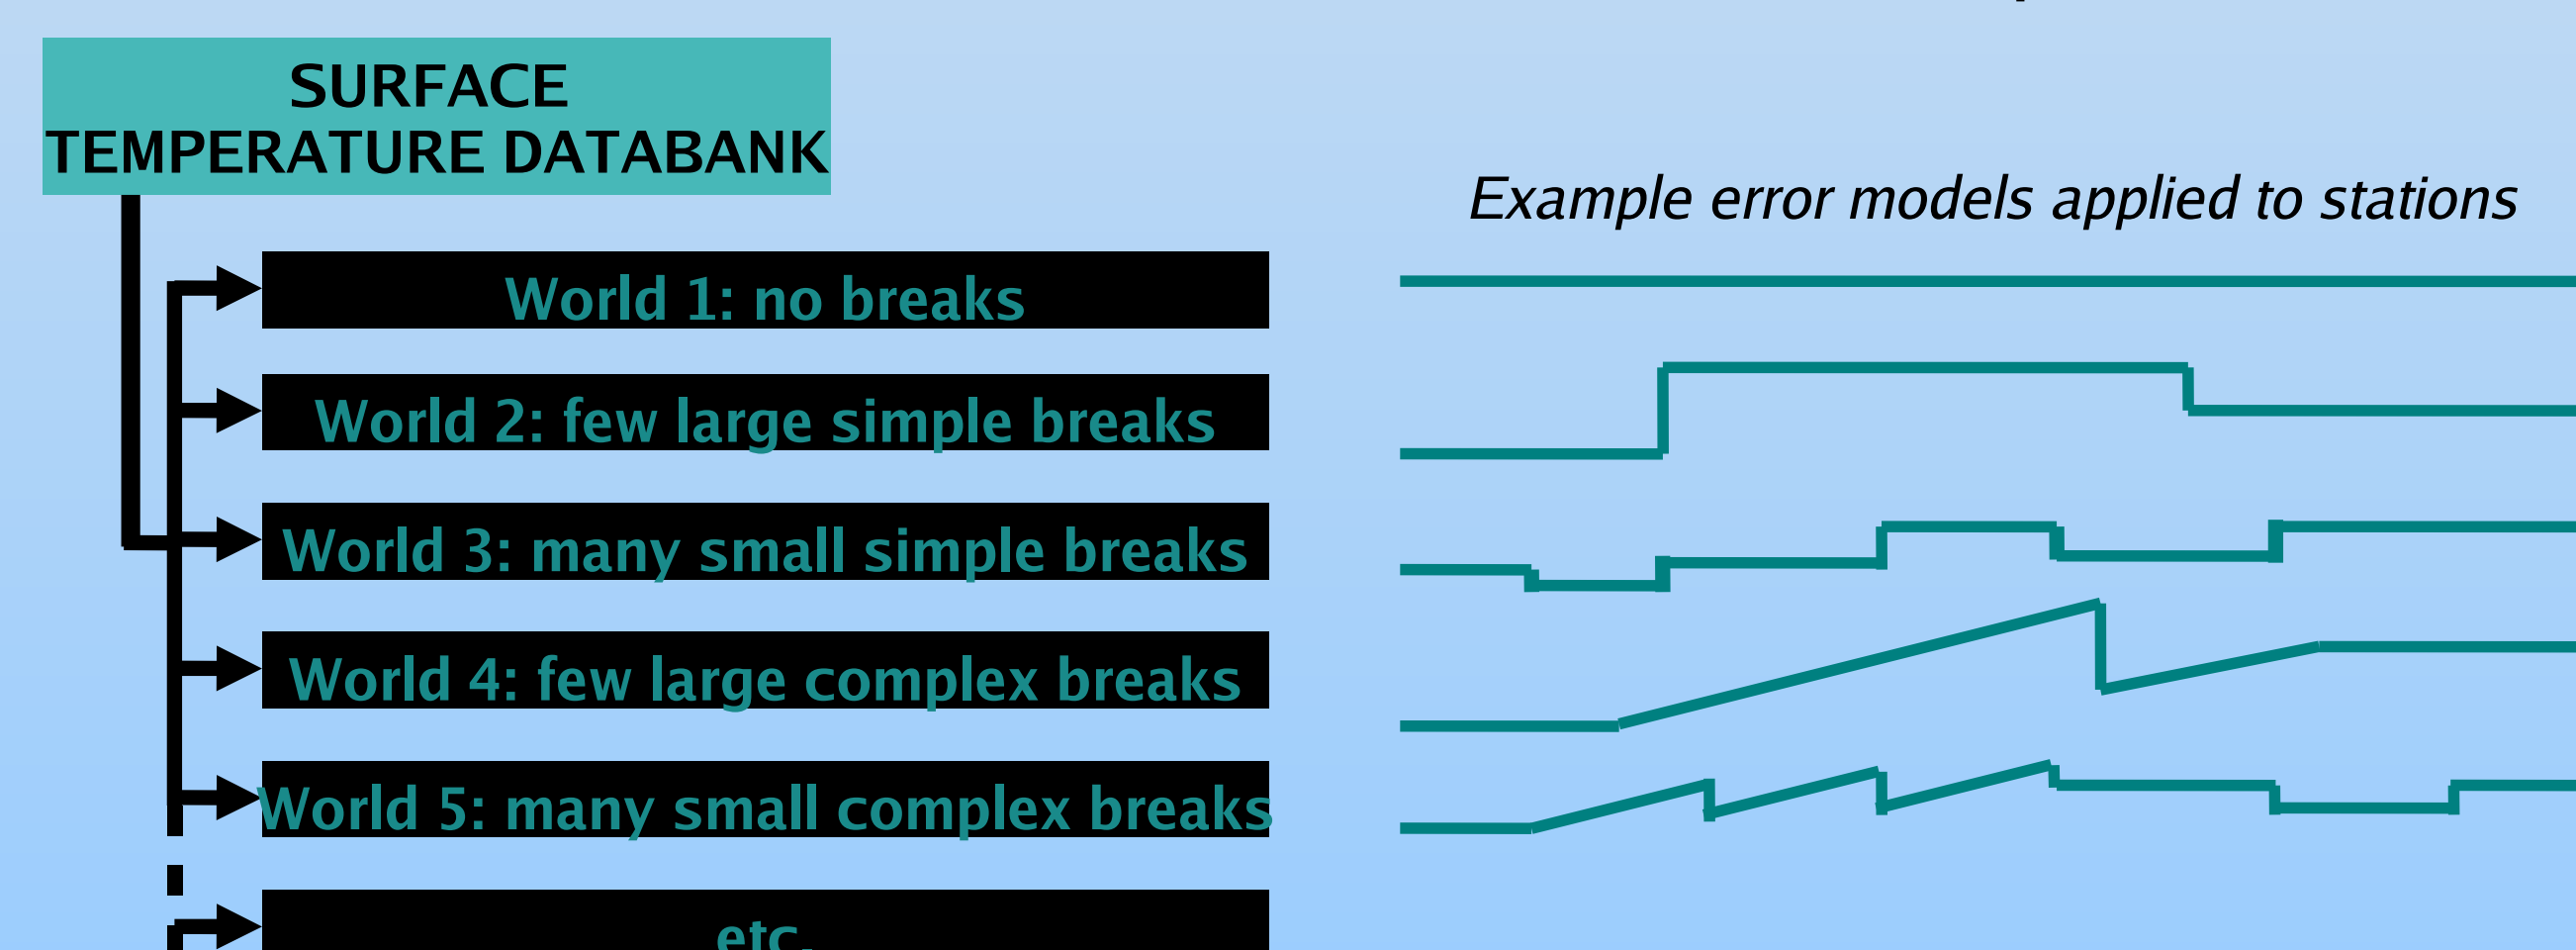 SURFACE
TEMPERATURE DATABANK
Example error models applied to stations
World 1: no breaks
World 2: few large simple breaks
World 3: many small simple breaks
World 4: few large complex breaks
World 5: many small complex breaks
etc.